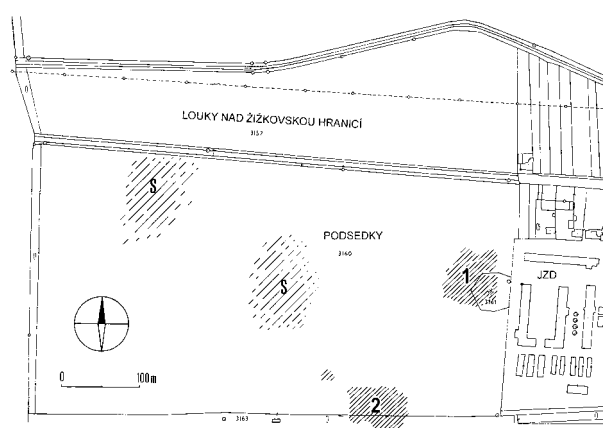 LOUKY NAD ŽIŽKOVSKOU HRANICÍ
3157
S
PODSEDKY
3160
1
JZD
S
3161
0 100m
2
3163